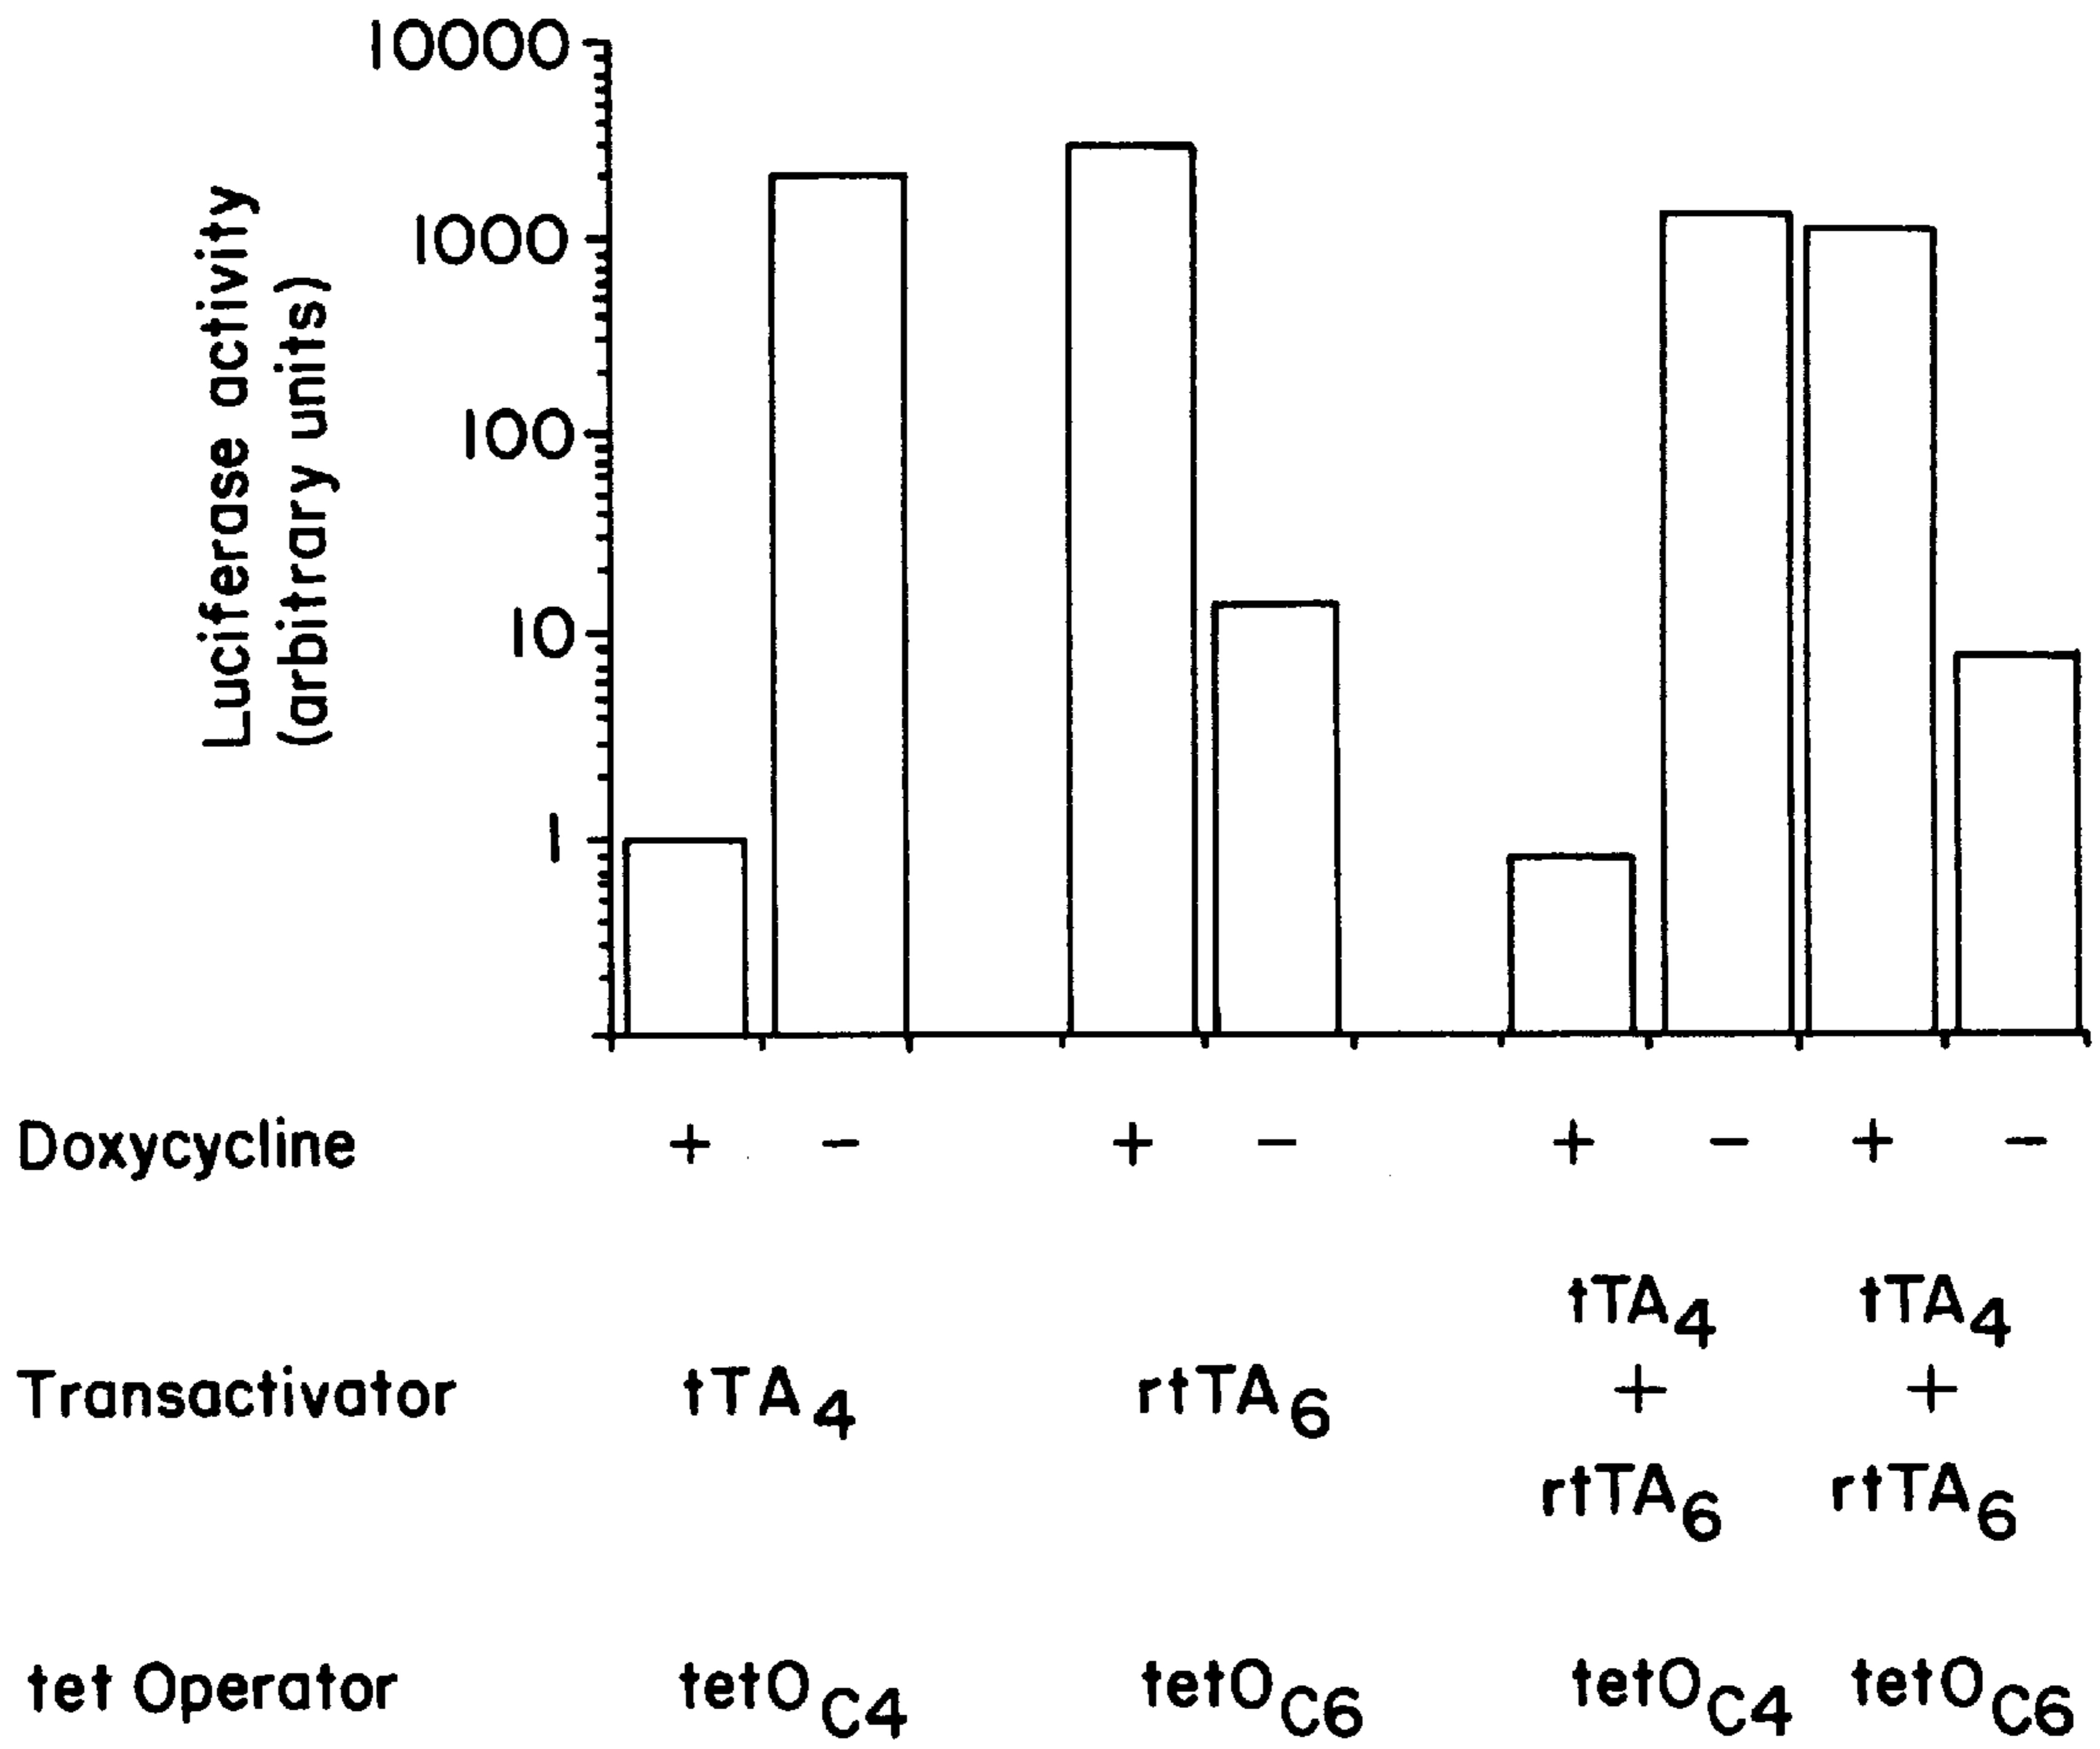 10000
1000
100
10
1
Luciferase activity
(arbitrary units)
Doxycycline + - + - + - + -
tTA4 tTA4
Transactivator tTA4 rtTA6 + +
rtTA6 rtTA6
tet Operator tetOC4 tetOC6 tetOC4 tetOC6